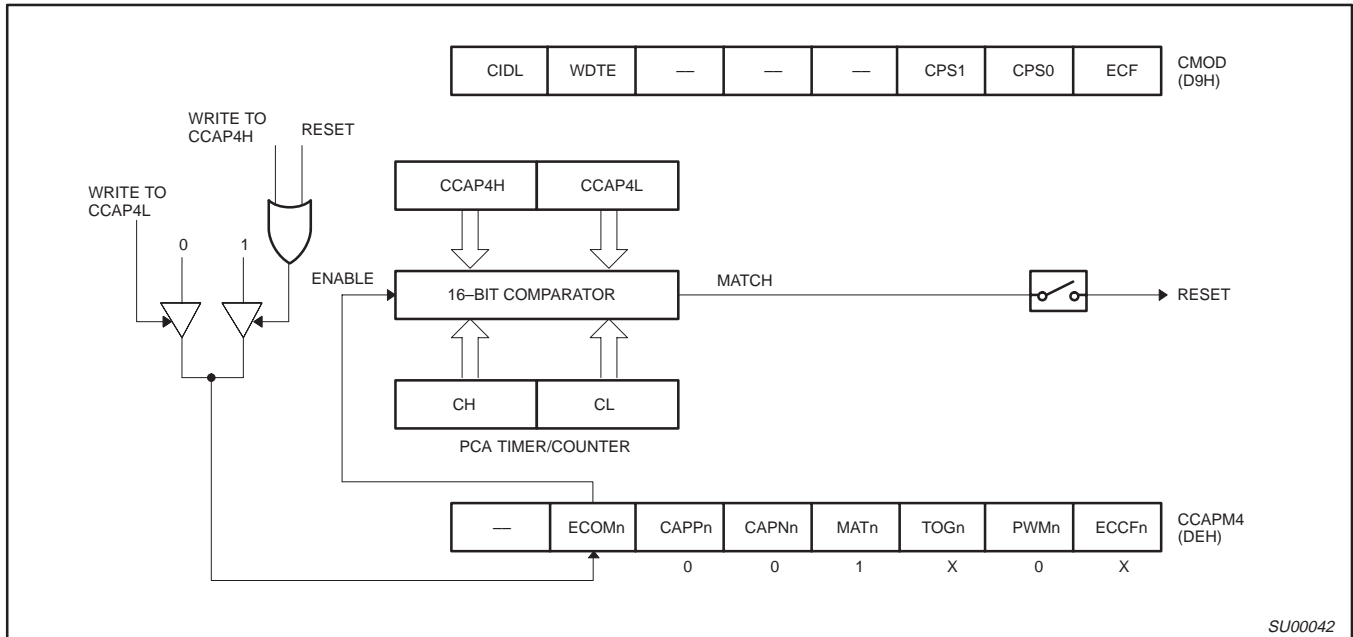 CIDL WDTE –– –– –– CPS1 CPS0 ECF
CMOD
(D9H)
WRITE TO
CCAP4H
RESET
WRITE TO
CCAP4L
0 1
CCAP4H CCAP4L
ENABLE
16–BIT COMPARATOR
MATCH
RESET
CH CL
PCA TIMER/COUNTER
–– ECOMn CAPPn CAPNn MATn TOGn PWMn ECCFn
CCAPM4
(DEH)
0 0 1 X 0 X
SU00042